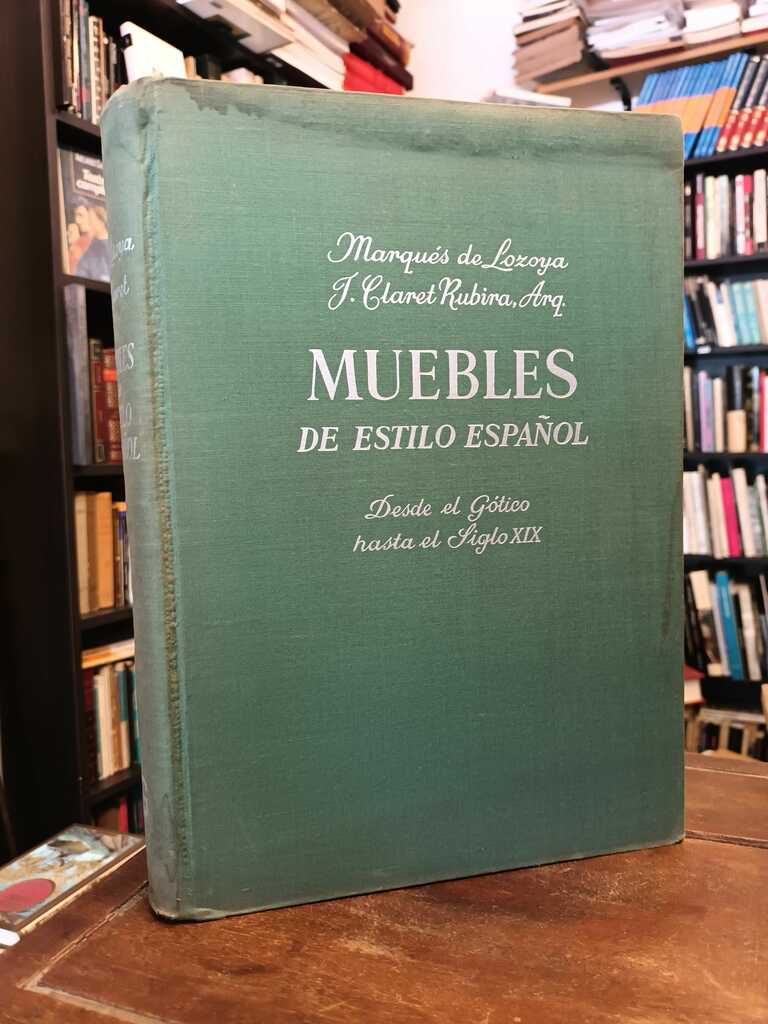 Marqués de Lozoya
J. Claret Rubira, Arq.
MUEBLES
DE ESTILO ESPAÑOL
Desde el Gótico
hasta el Siglo XIX